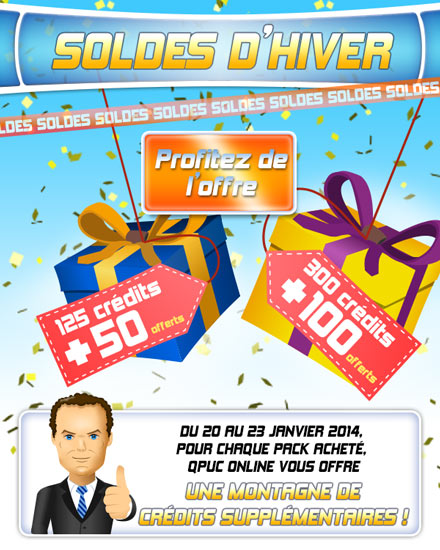 SOLDES D'HIVER
LDES SOLDES SOLDES SOLDES SOLDES SOLDES SOLDES SOLDES
Profitez de
l'offre
125 crédits
+50 offerts
300 crédits
+100
offerts
DU 20 AU 23 JANVIER 2014,
POUR CHAQUE PACK ACHETÉ,
QPUC ONLINE VOUS OFFRE
UNE MONTAGNE DE
CRÉDITS SUPPLÉMENTAIRES !